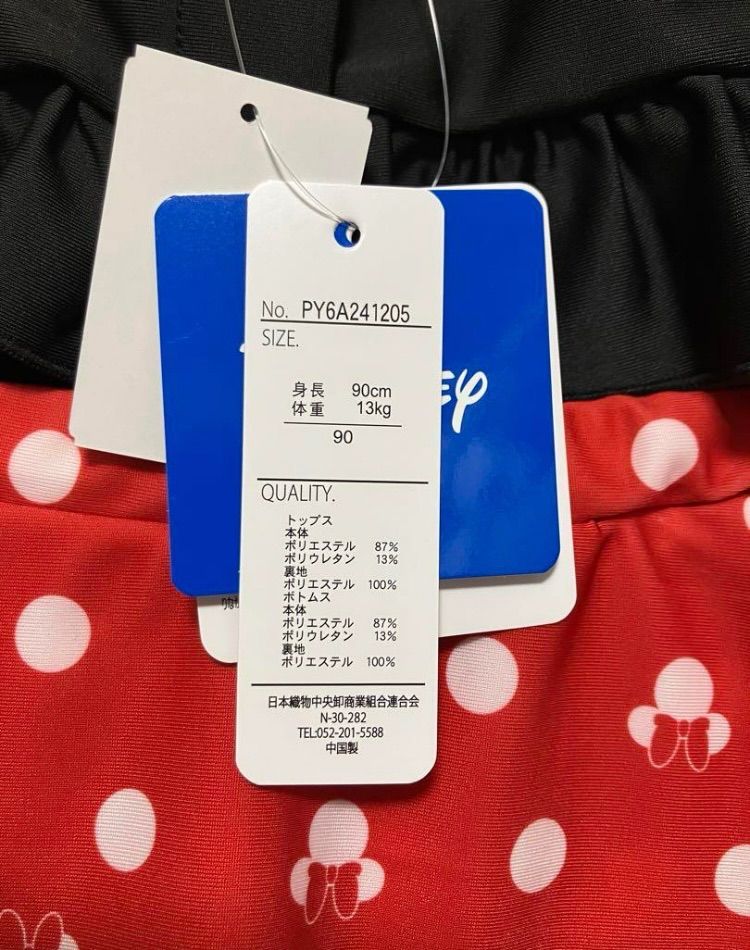 No. PY6A241205
SIZE.
身長 90cm
体重 13kg
90
QUALITY.
トップス
本体
ポリエステル 87%
ポリウレタン 13%
裏地
ポリエステル 100%
ボトムス
本体
ポリエステル 87%
ポリウレタン 13%
裏地
ポリエステル 100%
日本織物中央卸商業組合連合会
N-30-282
TEL:052-201-5588
中国製